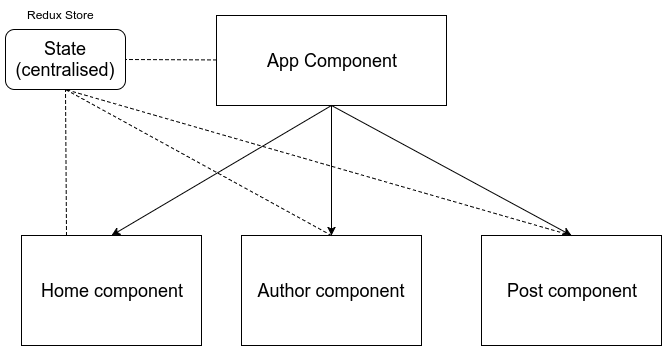 Redux Store
State
(centralised)
App Component
Home component
Author component
Post component